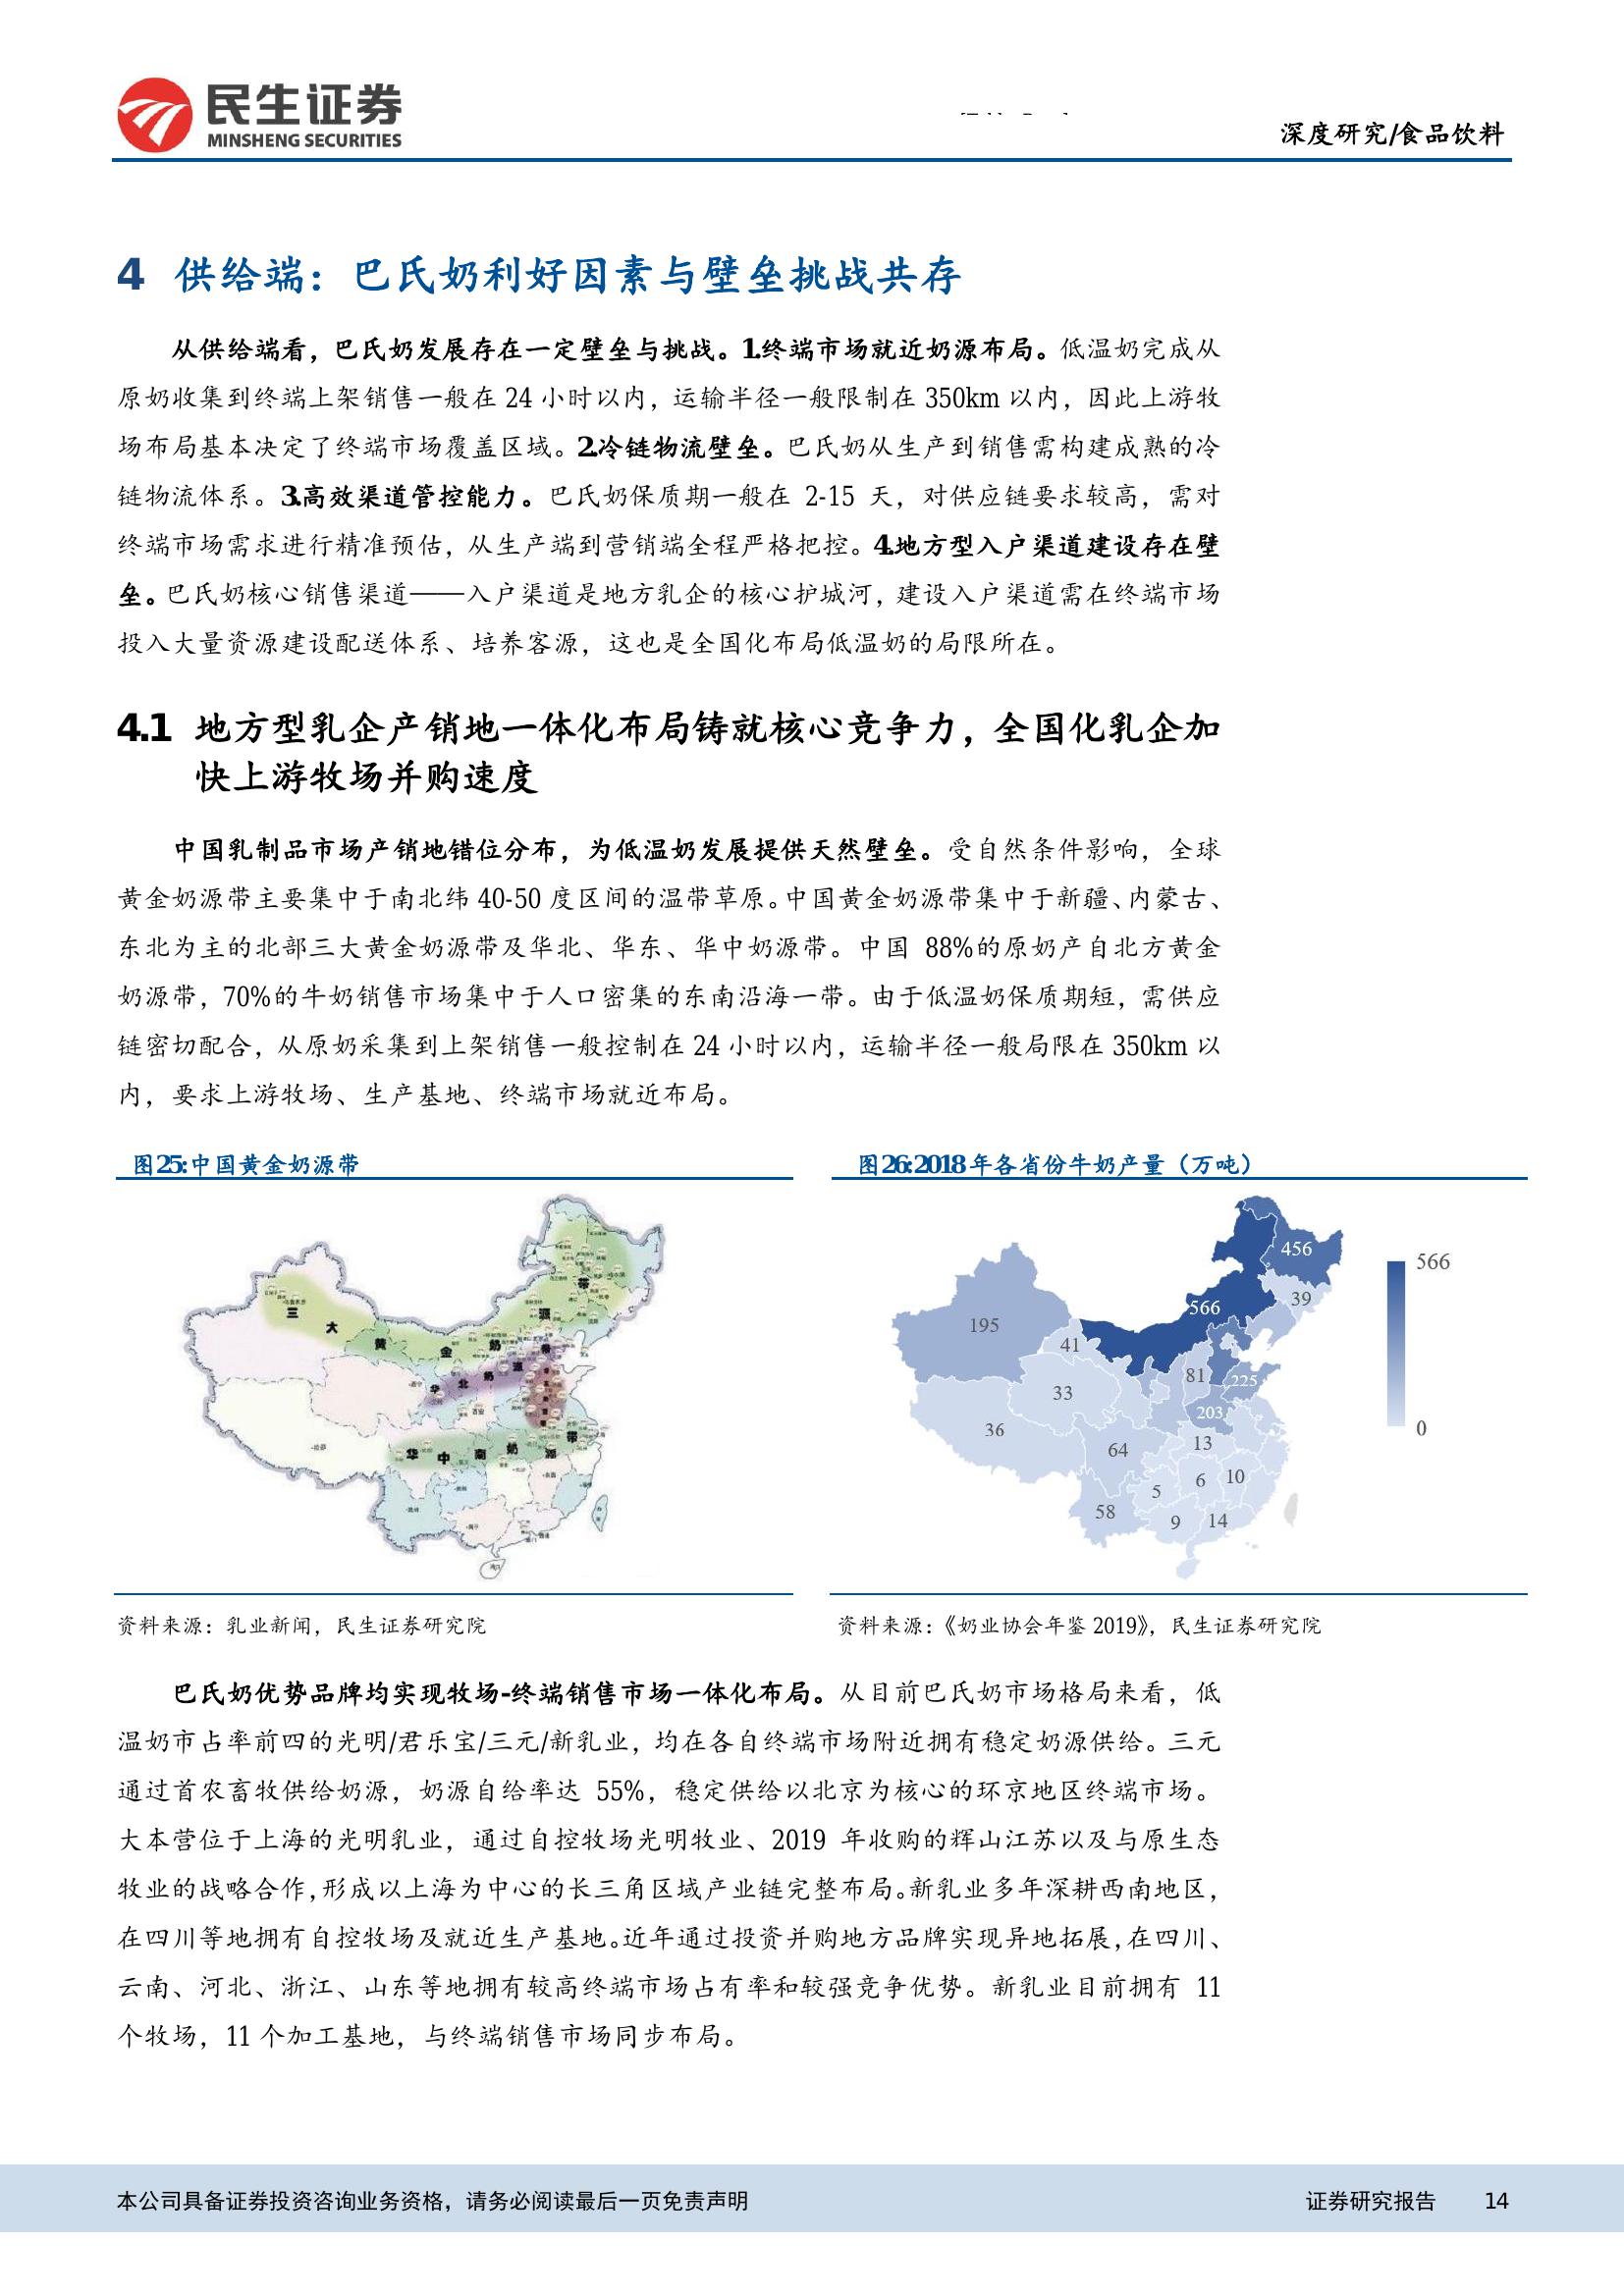 民生证券
MINSHENG SECURITIES
深度研究/食品饮料
4 供给端：巴氏奶利好因素与壁垒挑战共存
从供给端看，巴氏奶发展存在一定壁垒与挑战。1.终端市场就近奶源布局。低温奶完成从
原奶收集到终端上架销售一般在 24 小时以内，运输半径一般限制在 350km 以内，因此上游牧
场布局基本决定了终端市场覆盖区域。2.冷链物流壁垒。巴氏奶从生产到销售需构建成熟的冷
链物流体系。3.高效渠道管控能力。巴氏奶保质期一般在 2-15 天，对供应链要求较高，需对
终端市场需求进行精准预估，从生产端到营销端全程严格把控。4.地方型入户渠道建设存在壁
垒。巴氏奶核心销售渠道——入户渠道是地方乳企的核心护城河，建设入户渠道需在终端市场
投入大量资源建设配送体系、培养客源，这也是全国化布局低温奶的局限所在。
4.1 地方型乳企产销地一体化布局铸就核心竞争力，全国化乳企加
快上游牧场并购速度
中国乳制品市场产销地错位分布，为低温奶发展提供天然壁垒。受自然条件影响，全球
黄金奶源带主要集中于南北纬 40-50 度区间的温带草原。中国黄金奶源带集中于新疆、内蒙古、
东北为主的北部三大黄金奶源带及华北、华东、华中奶源带。中国 88%的原奶产自北方黄金
奶源带，70%的牛奶销售市场集中于人口密集的东南沿海一带。由于低温奶保质期短，需供应
链密切配合，从原奶采集到上架销售一般控制在 24 小时以内，运输半径一般局限在 350km 以
内，要求上游牧场、生产基地、终端市场就近布局。
图25:中国黄金奶源带
三大黄金奶源带
华北奶源带
华中南奶源带
资料来源：乳业新闻，民生证券研究院
图26:2018年各省份牛奶产量（万吨）
456
566
39
566
195
41
81
225
33
203
36
13
64
6
10
5
58
9
14
0
资料来源：《奶业协会年鉴 2019》，民生证券研究院
巴氏奶优势品牌均实现牧场-终端销售市场一体化布局。从目前巴氏奶市场格局来看，低
温奶市占率前四的光明/君乐宝/三元/新乳业，均在各自终端市场附近拥有稳定奶源供给。三元
通过首农畜牧供给奶源，奶源自给率达 55%，稳定供给以北京为核心的环京地区终端市场。
大本营位于上海的光明乳业，通过自控牧场光明牧业、2019 年收购的辉山江苏以及与原生态
牧业的战略合作，形成以上海为中心的长三角区域产业链完整布局。新乳业多年深耕西南地区，
在四川等地拥有自控牧场及就近生产基地。近年通过投资并购地方品牌实现异地拓展，在四川、
云南、河北、浙江、山东等地拥有较高终端市场占有率和较强竞争优势。新乳业目前拥有 11
个牧场，11 个加工基地，与终端销售市场同步布局。
本公司具备证券投资咨询业务资格，请务必阅读最后一页免责声明
证券研究报告 14